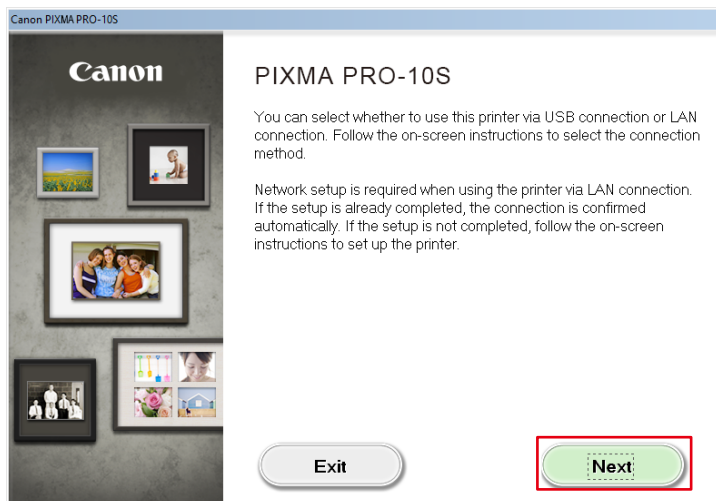 Canon PIXMA PRO-10S
Canon
PIXMA PRO-10S
You can select whether to use this printer via USB connection or LAN
connection. Follow the on-screen instructions to select the connection
method.
Network setup is required when using the printer via LAN connection.
If the setup is already completed, the connection is confirmed
automatically. If the setup is not completed, follow the on-screen
instructions to set up the printer.
Exit
Next